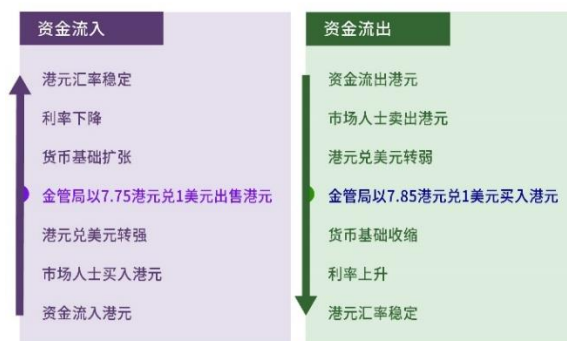 资金流入
港元汇率稳定
利率下降
货币基础扩张
金管局以7.75港元兑1美元出售港元
港元兑美元转强
市场人士买入港元
资金流入港元
资金流出
资金流出港元
市场人士卖出港元
港元兑美元转弱
金管局以7.85港元兑1美元买入港元
货币基础收缩
利率上升
港元汇率稳定